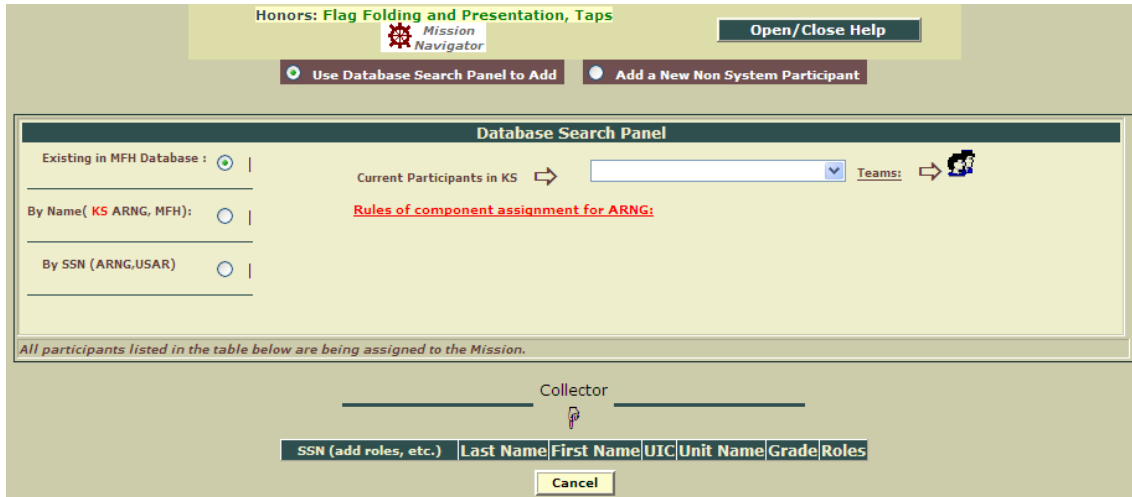 Honors: Flag Folding and Presentation, Taps
Mission
Navigator
Open/Close Help
Use Database Search Panel to Add
Add a New Non System Participant
Database Search Panel
Existing in MFH Database :
Current Participants in KS
Teams:
By Name( KS ARNG, MFH):
Rules of component assignment for ARNG:
By SSN (ARNG,USAR)
All participants listed in the table below are being assigned to the Mission.
Collector
SSN (add roles, etc.) Last Name First Name UIC Unit Name Grade Roles
Cancel